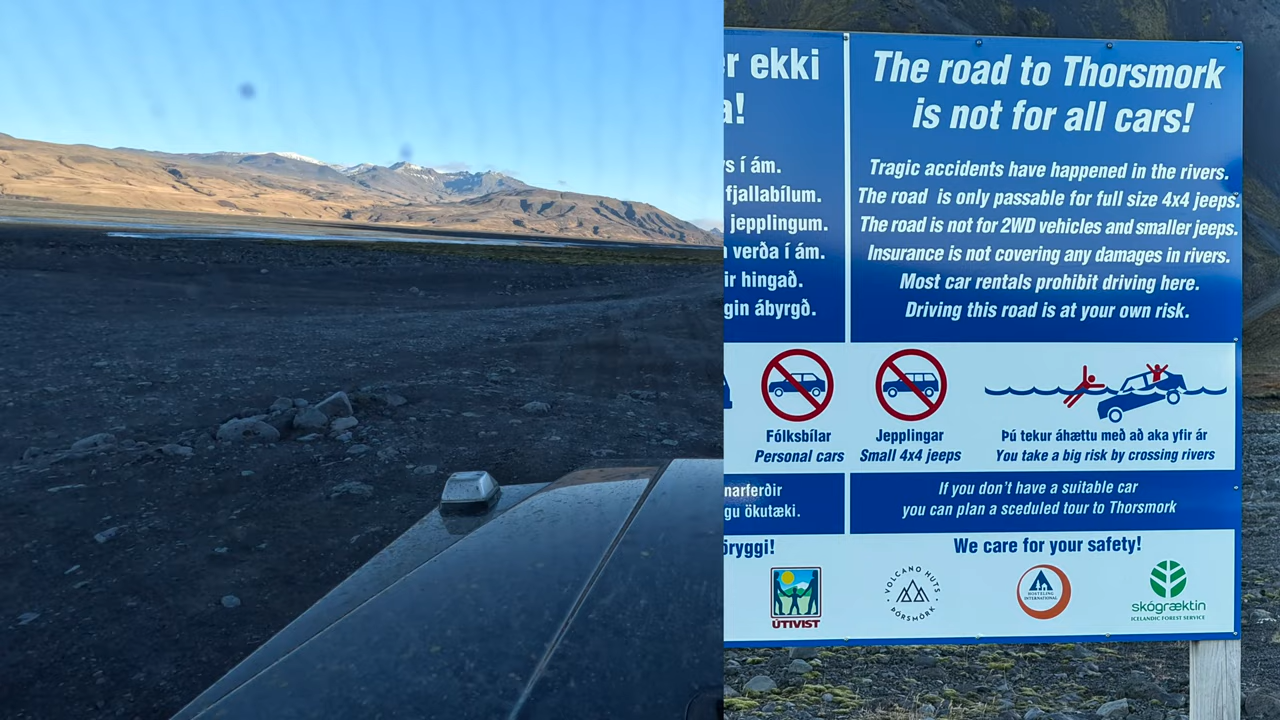 r ekki
a!
s í ám.
fjallabílum.
jepplingum.
verða í ám.
ir hingað.
gin ábyrgð.
The road to Thorsmork
is not for all cars!
Tragic accidents have happened in the rivers.
The road is only passable for full size 4x4 jeeps.
The road is not for 2WD vehicles and smaller jeeps.
Insurance is not covering any damages in rivers.
Most car rentals prohibit driving here.
Driving this road is at your own risk.
Fólksbílar
Personal cars
Jepplingar
Small 4x4 jeeps
Þú tekur áhættu með að aka yfir ár
You take a big risk by crossing rivers
narferðir
gu ökutæki.
If you don't have a suitable car
you can plan a sceduled tour to Thorsmork
öryggi!
We care for your safety!
ÚTIVIST
VOLCANO HUTS
ÞÓRSMÖRK
HOSTELLING
INTERNATIONAL
skógræktin
ICELANDIC FOREST SERVICE